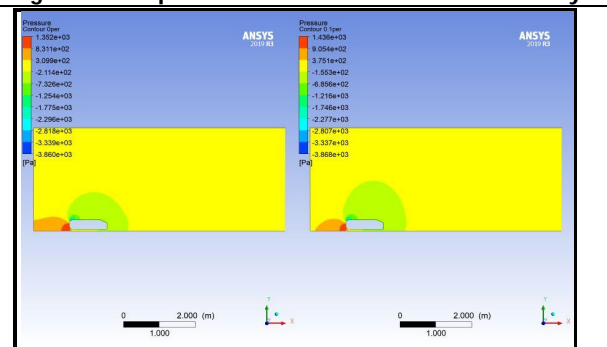 Pressure
Contour 0per
1.352e+03
8.311e+02
3.099e+02
-2.114e+02
-7.326e+02
-1.254e+03
-1.775e+03
-2.296e+03
-2.818e+03
-3.339e+03
-3.860e+03
[Pa]
ANSYS
2019 R3
0 2.000 (m)
1.000
Y
X
Pressure
Contour 0.1per
1.436e+03
9.054e+02
3.751e+02
-1.553e+02
-6.856e+02
-1.216e+03
-1.746e+03
-2.277e+03
-2.807e+03
-3.337e+03
-3.868e+03
[Pa]
ANSYS
2019 R3
0 2.000 (m)
1.000
Y
X